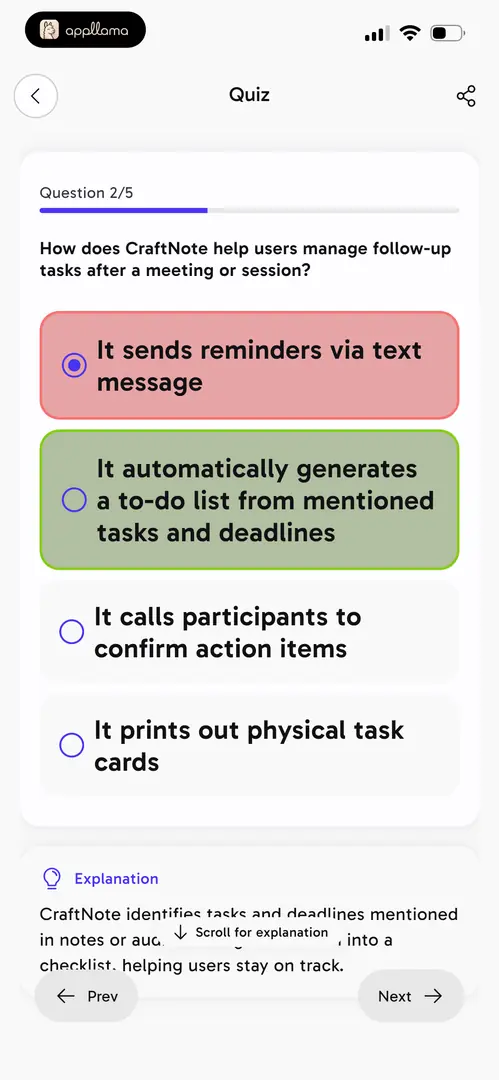 appllama
Quiz
Question 2/5
How does CraftNote help users manage follow-up
tasks after a meeting or session?
It sends reminders via text
message
It automatically generates
a to-do list from mentioned
tasks and deadlines
It calls participants to
confirm action items
It prints out physical task
cards
Explanation
CraftNote identifies tasks and deadlines mentioned
in notes or into a
Scroll for explanation
checklist, helping users stay on track.
Prev
Next